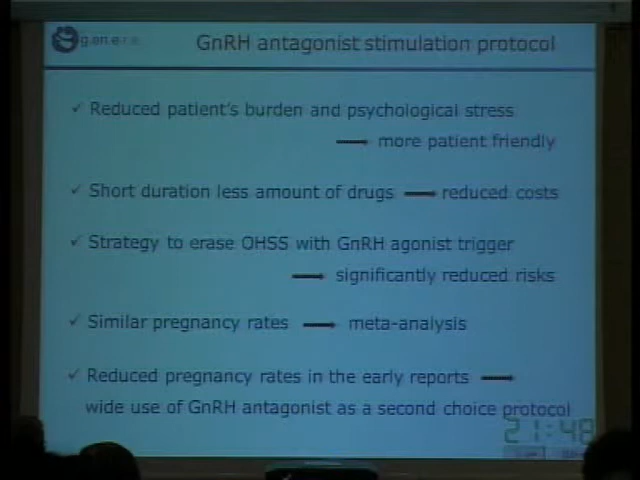 genera
GnRH antagonist stimulation protocol
✓ Reduced patient's burden and psychological stress
more patient friendly
✓ Short duration less amount of drugs
reduced costs
✓ Strategy to erase OHSS with GnRH agonist trigger
significantly reduced risks
✓ Similar pregnancy rates
meta-analysis
✓ Reduced pregnancy rates in the early reports
wide use of GnRH antagonist as a second choice protocol
21:48